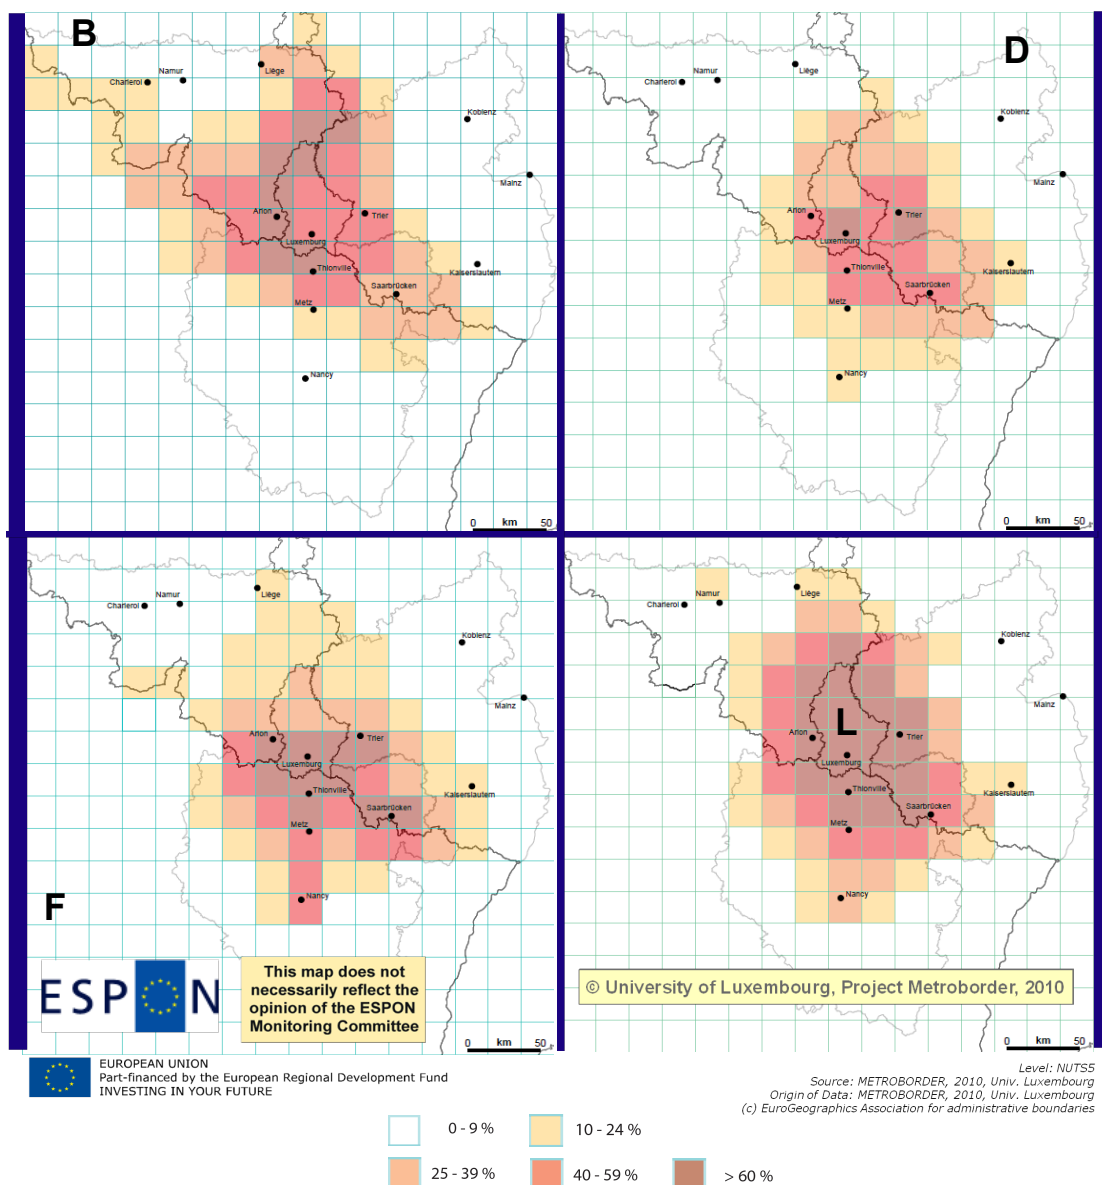 B
Namur
Charleroi
Liège
Koblenz
Mainz
Arlon
Trier
Luxemburg
Thionville
Kaiserslautern
Saarbrücken
Metz
Nancy
0 km 50
D
Namur
Charleroi
Liège
Koblenz
Mainz
Arlon
Trier
Luxemburg
Thionville
Kaiserslautern
Saarbrücken
Metz
Nancy
0 km 50
Liège
Namur
Charleroi
Koblenz
Mainz
Arlon
Trier
Luxemburg
Thionville
Kaiserslautern
Saarbrücken
Metz
Nancy
F
ESPON
This map does not
necessarily reflect the
opinion of the ESPON
Monitoring Committee
0 km 50
Namur
Charleroi
Liège
Koblenz
Mainz
L
Arlon
Trier
Luxemburg
Thionville
Kaiserslautern
Saarbrücken
Metz
Nancy
© University of Luxembourg, Project Metroborder, 2010
0 km 50
EUROPEAN UNION
Part-financed by the European Regional Development Fund
INVESTING IN YOUR FUTURE
Level: NUTS5
Source: METROBORDER, 2010, Univ. Luxembourg
Origin of Data: METROBORDER, 2010, Univ. Luxembourg
(c) EuroGeographics Association for administrative boundaries
0 - 9 %
10 - 24 %
25 - 39 %
40 - 59 %
> 60 %